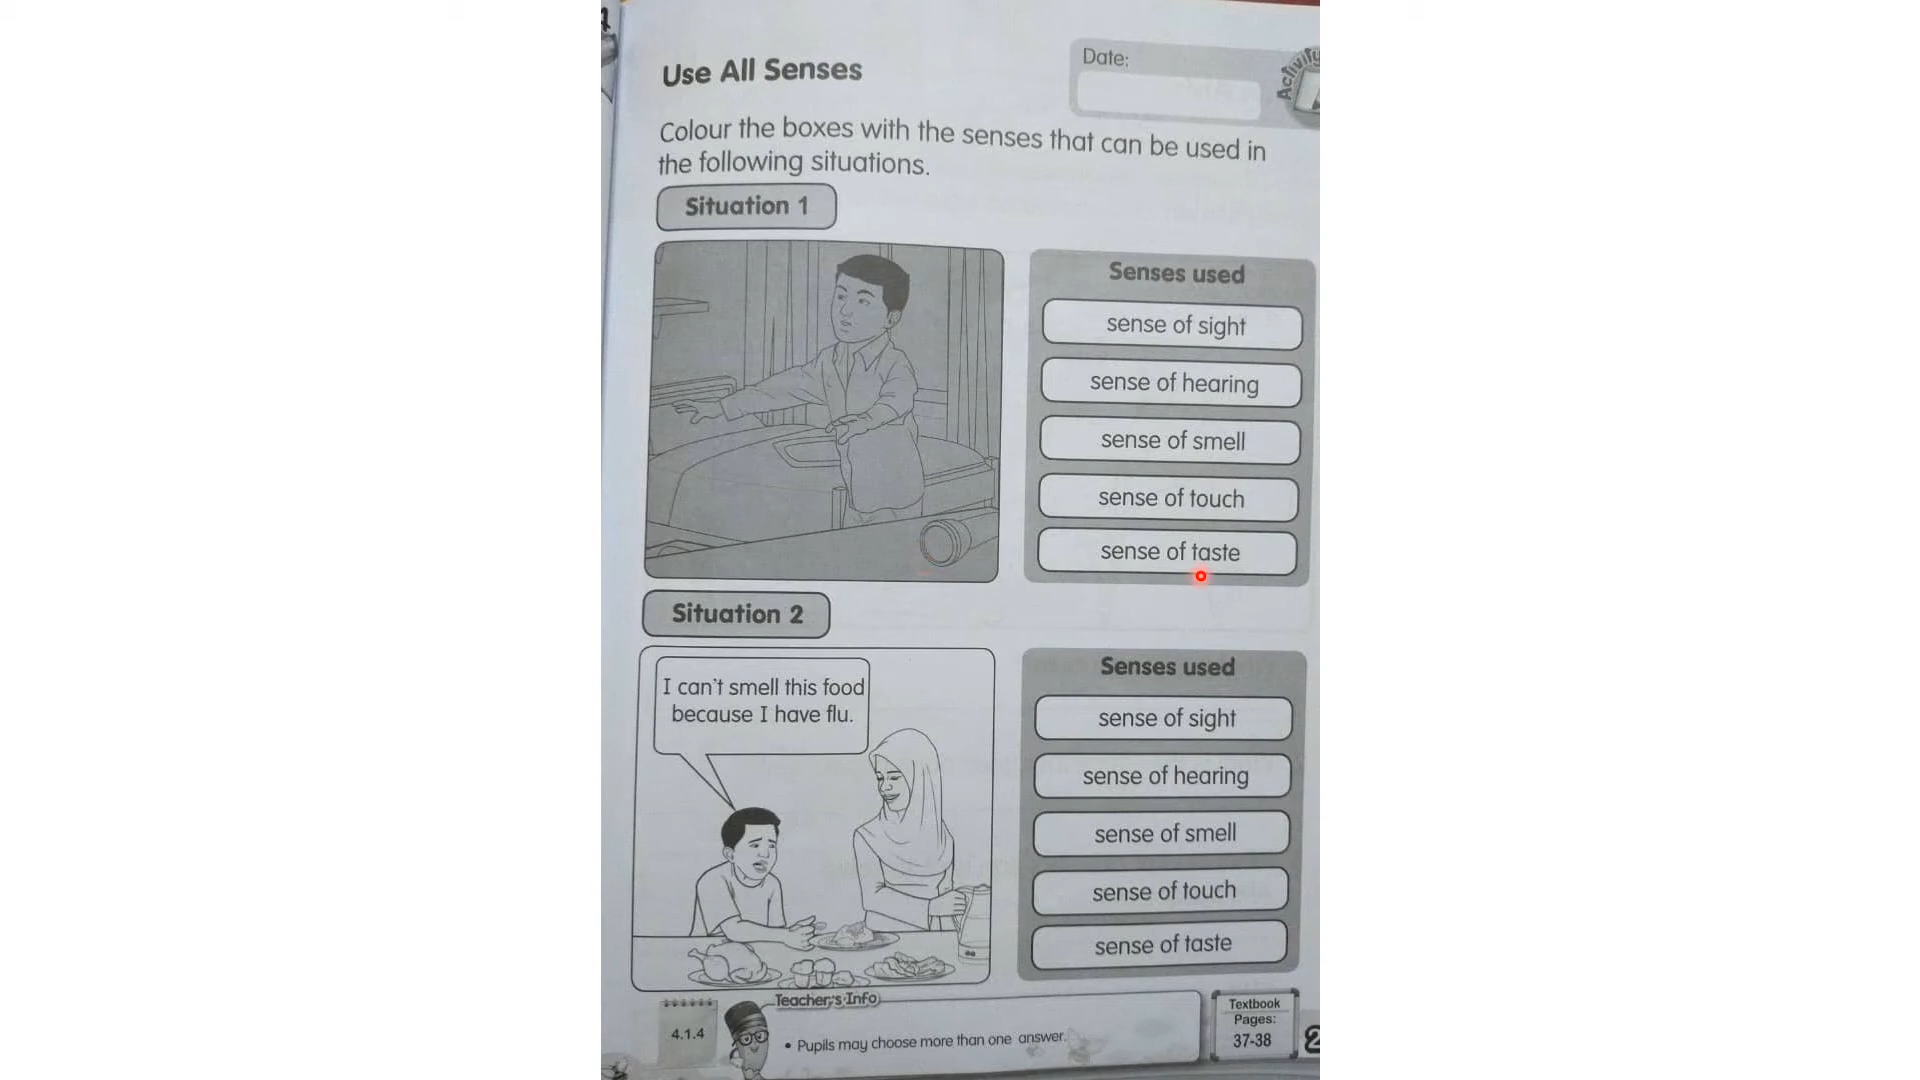 Use All Senses
Date:
Activity
Colour the boxes with the senses that can be used in
the following situations.
Situation 1
Senses used
sense of sight
sense of hearing
sense of smell
sense of touch
sense of taste
Situation 2
I can't smell this food
because I have flu.
Senses used
sense of sight
sense of hearing
sense of smell
sense of touch
sense of taste
4.1.4
Teacher's Info
• Pupils may choose more than one answer.
Textbook
Pages:
37-38